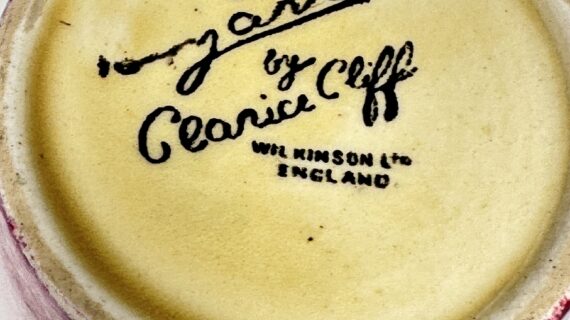 by
Clarice Cliff
WILKINSON LTD
ENGLAND